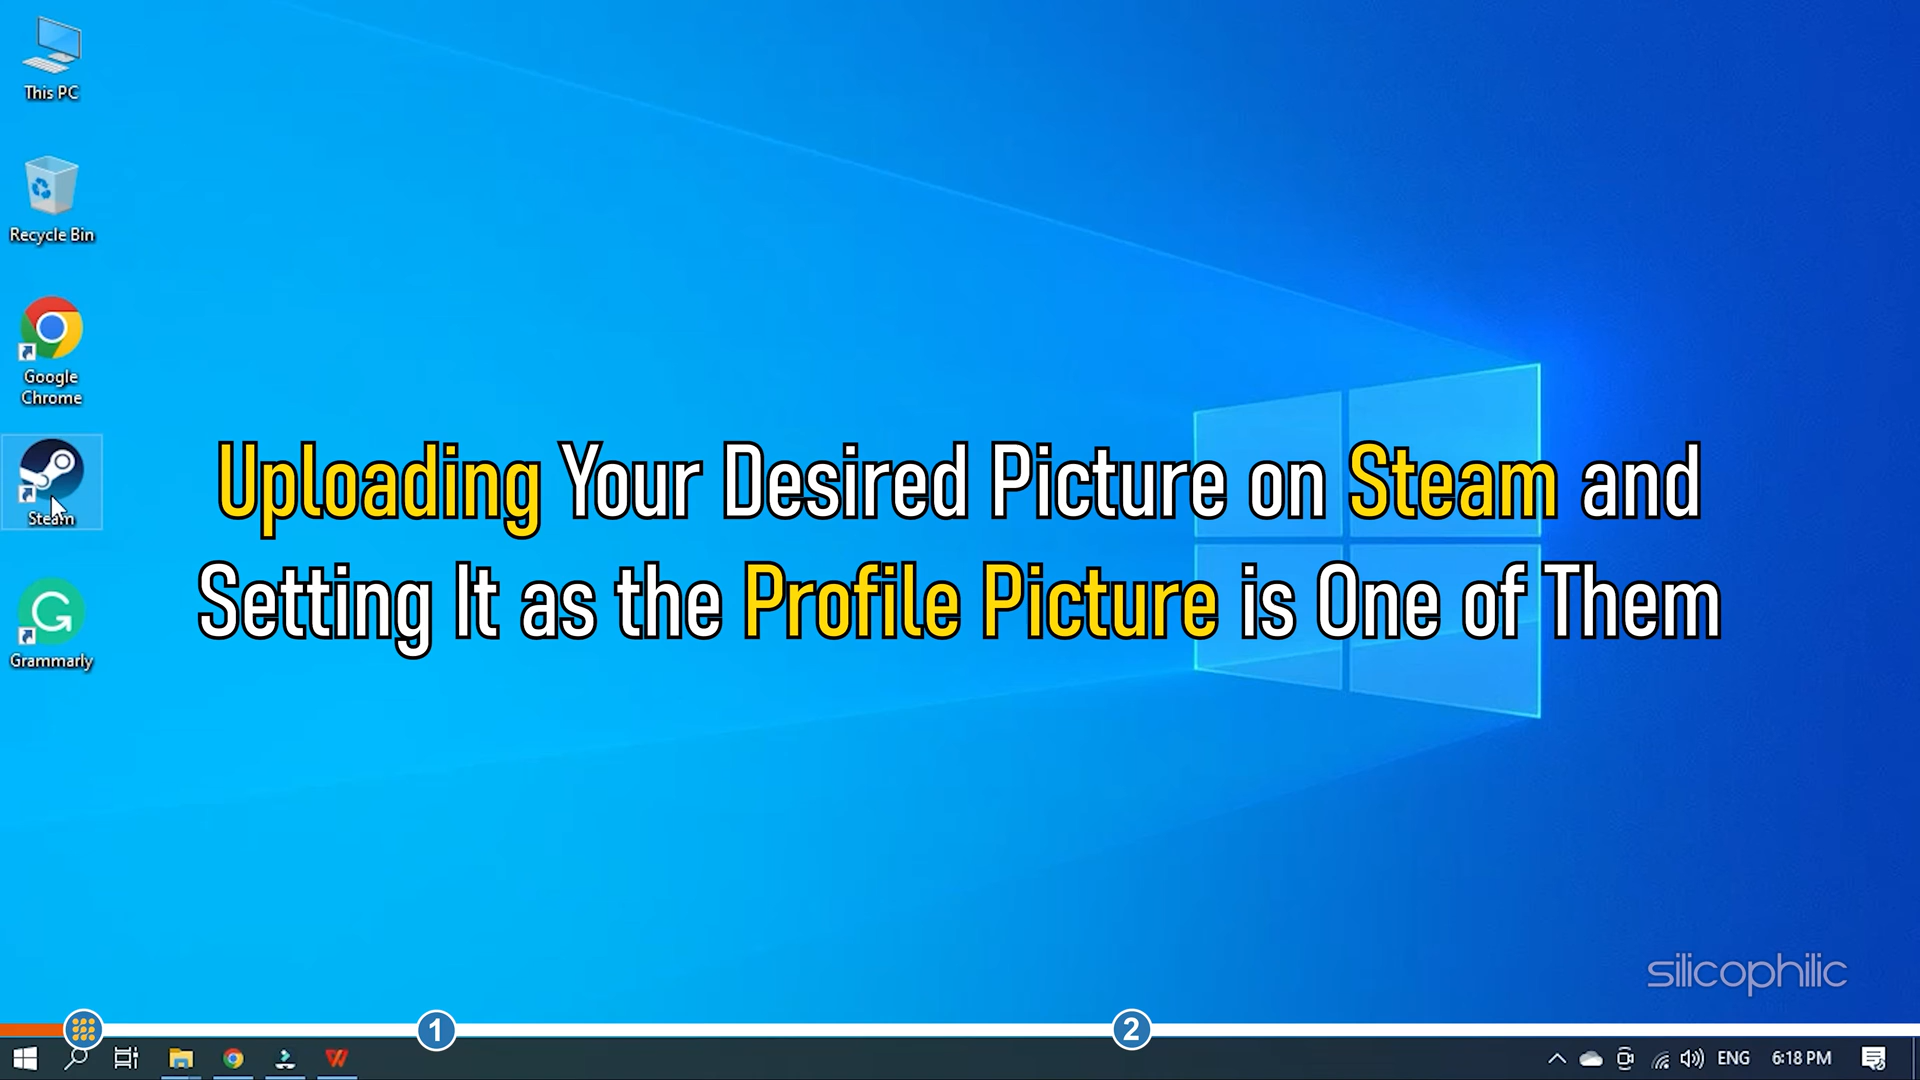 This PC
Recycle Bin
Google
Chrome
Steam
Grammarly
Uploading Your Desired Picture on Steam and
Setting It as the Profile Picture is One of Them
silicophilic
1
2
ENG
6:18 PM